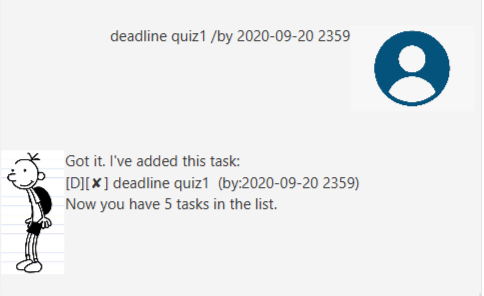 deadline quiz1 /by 2020-09-20 2359
Got it. I've added this task:
[D][✘] deadline quiz1  (by:2020-09-20 2359)
Now you have 5 tasks in the list.